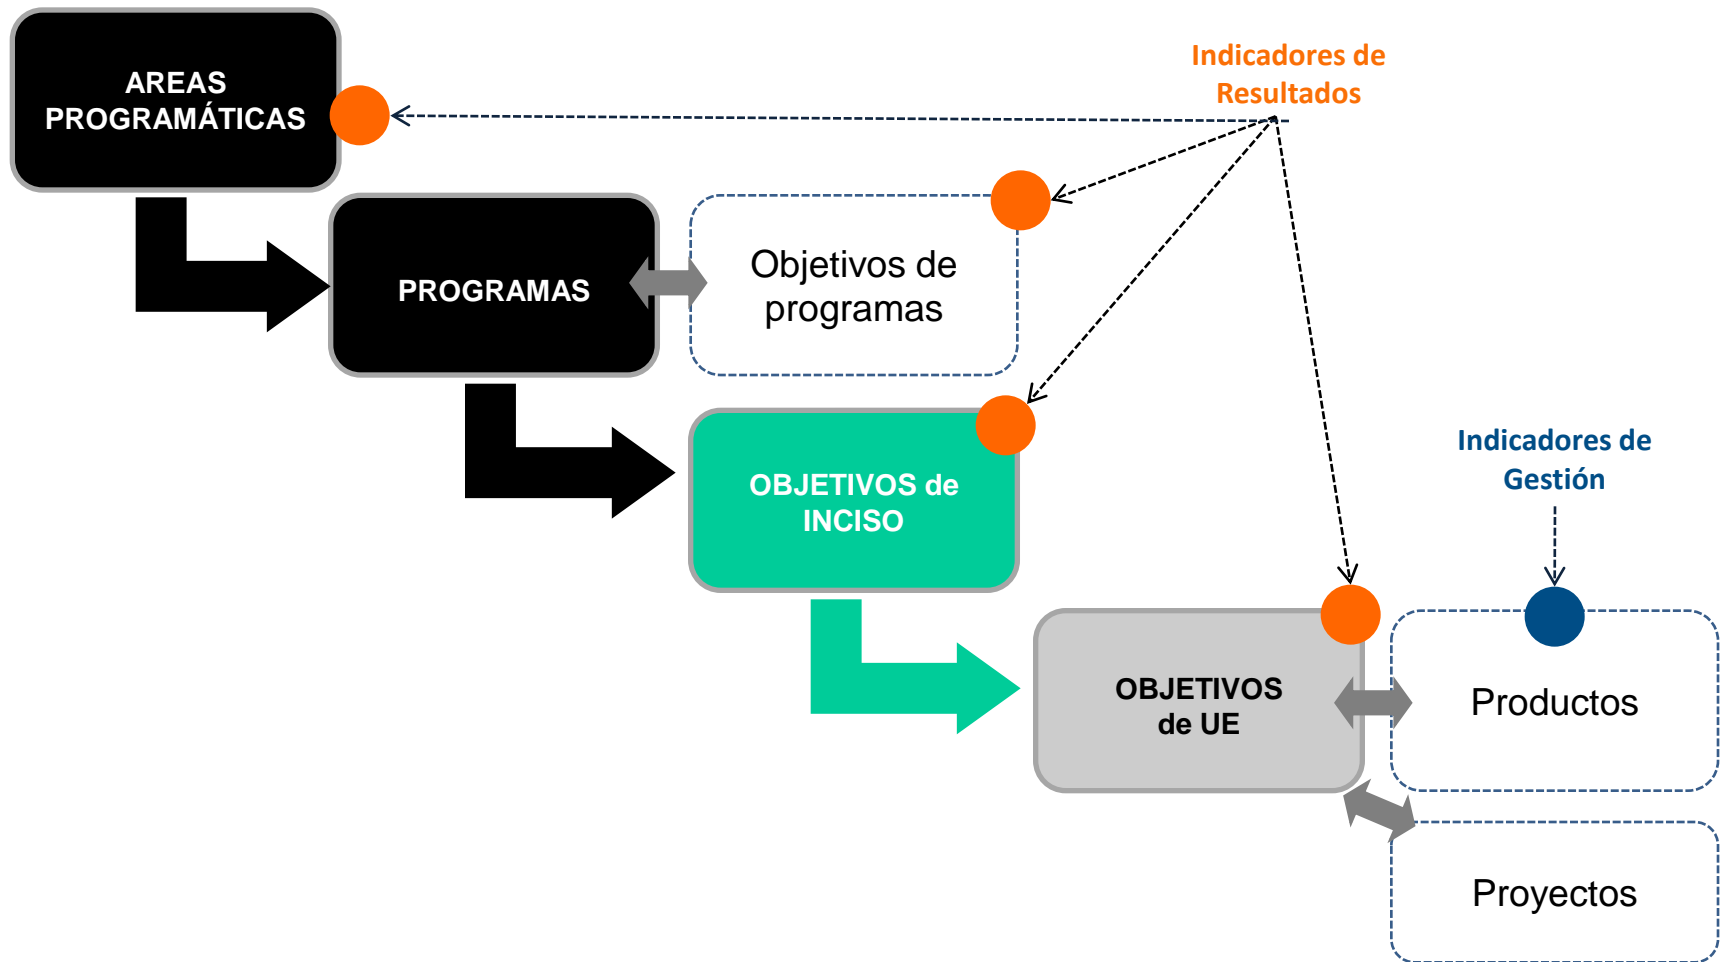 AREAS
PROGRAMÁTICAS
Indicadores de
Resultados
PROGRAMAS
Objetivos de
programas
OBJETIVOS de
INCISO
Indicadores de
Gestión
OBJETIVOS
de UE
Productos
Proyectos